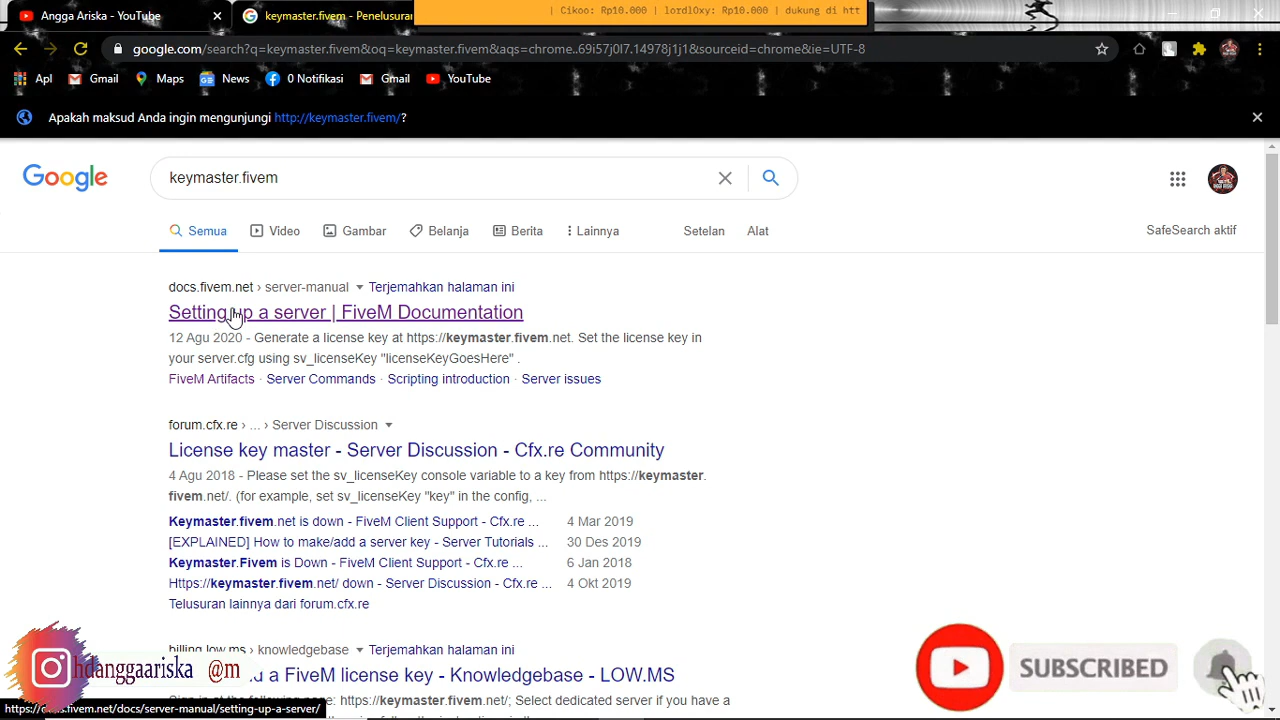 Angga Ariska - YouTube
keymaster.fivem - Penelusuran
| Cikoo: Rp10.000 | lordl0xy: Rp10.000 | dukung di htt
google.com/search?q=keymaster.fivem&oq=keymaster.fivem&aqs=chrome..69i57j0l7.14978j1j1&sourceid=chrome&ie=UTF-8
Apl
Gmail
Maps
News
0 Notifikasi
Gmail
YouTube
Apakah maksud Anda ingin mengunjungi http://keymaster.fivem/?
Google
keymaster.fivem
Semua
Video
Gambar
Belanja
Berita
Lainnya
Setelan
Alat
SafeSearch aktif
docs.fivem.net › server-manual
Terjemahkan halaman ini
Setting up a server | FiveM Documentation
12 Agu 2020 - Generate a license key at https://keymaster.fivem.net. Set the license key in
your server.cfg using sv_licenseKey "licenseKeyGoesHere" .
FiveM Artifacts · Server Commands · Scripting introduction · Server issues
forum.cfx.re › ... › Server Discussion
License key master - Server Discussion - Cfx.re Community
4 Agu 2018 - Please set the sv_licenseKey console variable to a key from https://keymaster.
fivem.net/. (for example, set sv_licenseKey "key" in the config, ...
Keymaster.fivem.net is down - FiveM Client Support - Cfx.re ... 4 Mar 2019
[EXPLAINED] How to make/add a server key - Server Tutorials ... 30 Des 2019
Keymaster.Fivem is Down - FiveM Client Support - Cfx.re ... 6 Jan 2018
Https://keymaster.fivem.net/ down - Server Discussion - Cfx.re ... 4 Okt 2019
Telusuran lainnya dari forum.cfx.re
billing.low.ms › knowledgebase
Terjemahkan halaman ini
a FiveM license key - Knowledgebase - LOW.MS
https://keymaster.fivem.net/; Select dedicated server if you have a
hdanggaariska @m
SUBSCRIBED
https://docs.fivem.net/docs/server-manual/setting-up-a-server/